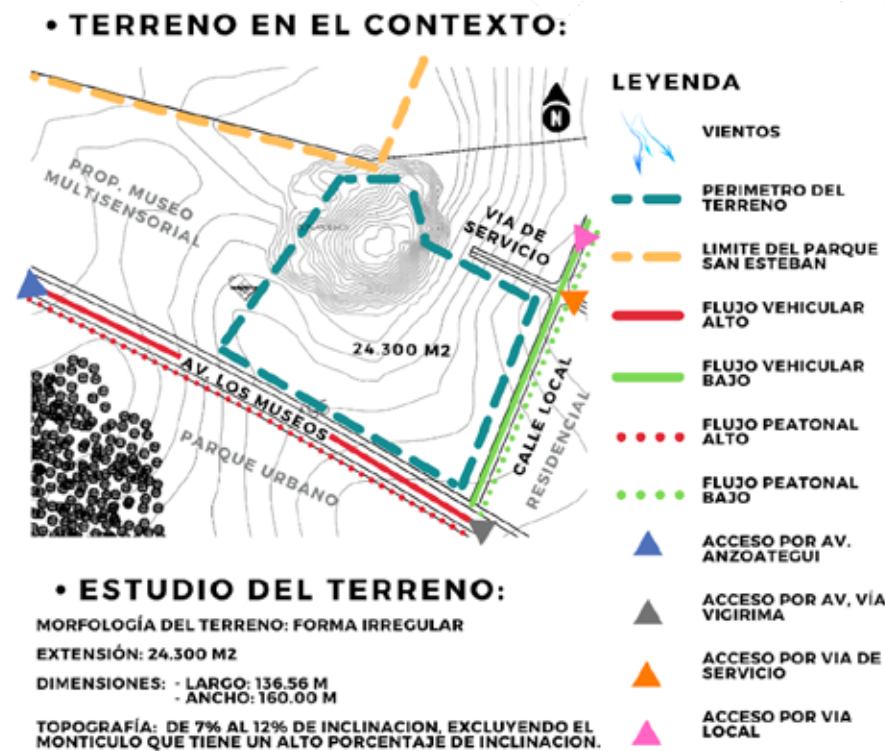 • TERRENO EN EL CONTEXTO:
N
PROP. MUSEO
MULTISENSORIAL
VIA DE
SERVICIO
24.300 M2
AV. LOS MUSEOS
CALLE LOCAL
RESIDENCIAL
PARQUE URBANO
LEYENDA
VIENTOS
PERIMETRO DEL
TERRENO
LIMITE DEL PARQUE
SAN ESTEBAN
FLUJO VEHICULAR
ALTO
FLUJO VEHICULAR
BAJO
FLUJO PEATONAL
ALTO
FLUJO PEATONAL
BAJO
ACCESO POR AV.
ANZOATEGUI
ACCESO POR AV, VÍA
VIGIRIMA
ACCESO POR VIA DE
SERVICIO
ACCESO POR VIA
LOCAL
• ESTUDIO DEL TERRENO:
MORFOLOGÍA DEL TERRENO: FORMA IRREGULAR
EXTENSIÓN: 24.300 M2
DIMENSIONES: - LARGO: 136.56 M
- ANCHO: 160.00 M
TOPOGRAFÍA: DE 7% AL 12% DE INCLINACION, EXCLUYENDO EL
MONTICULO QUE TIENE UN ALTO PORCENTAJE DE INCLINACION.